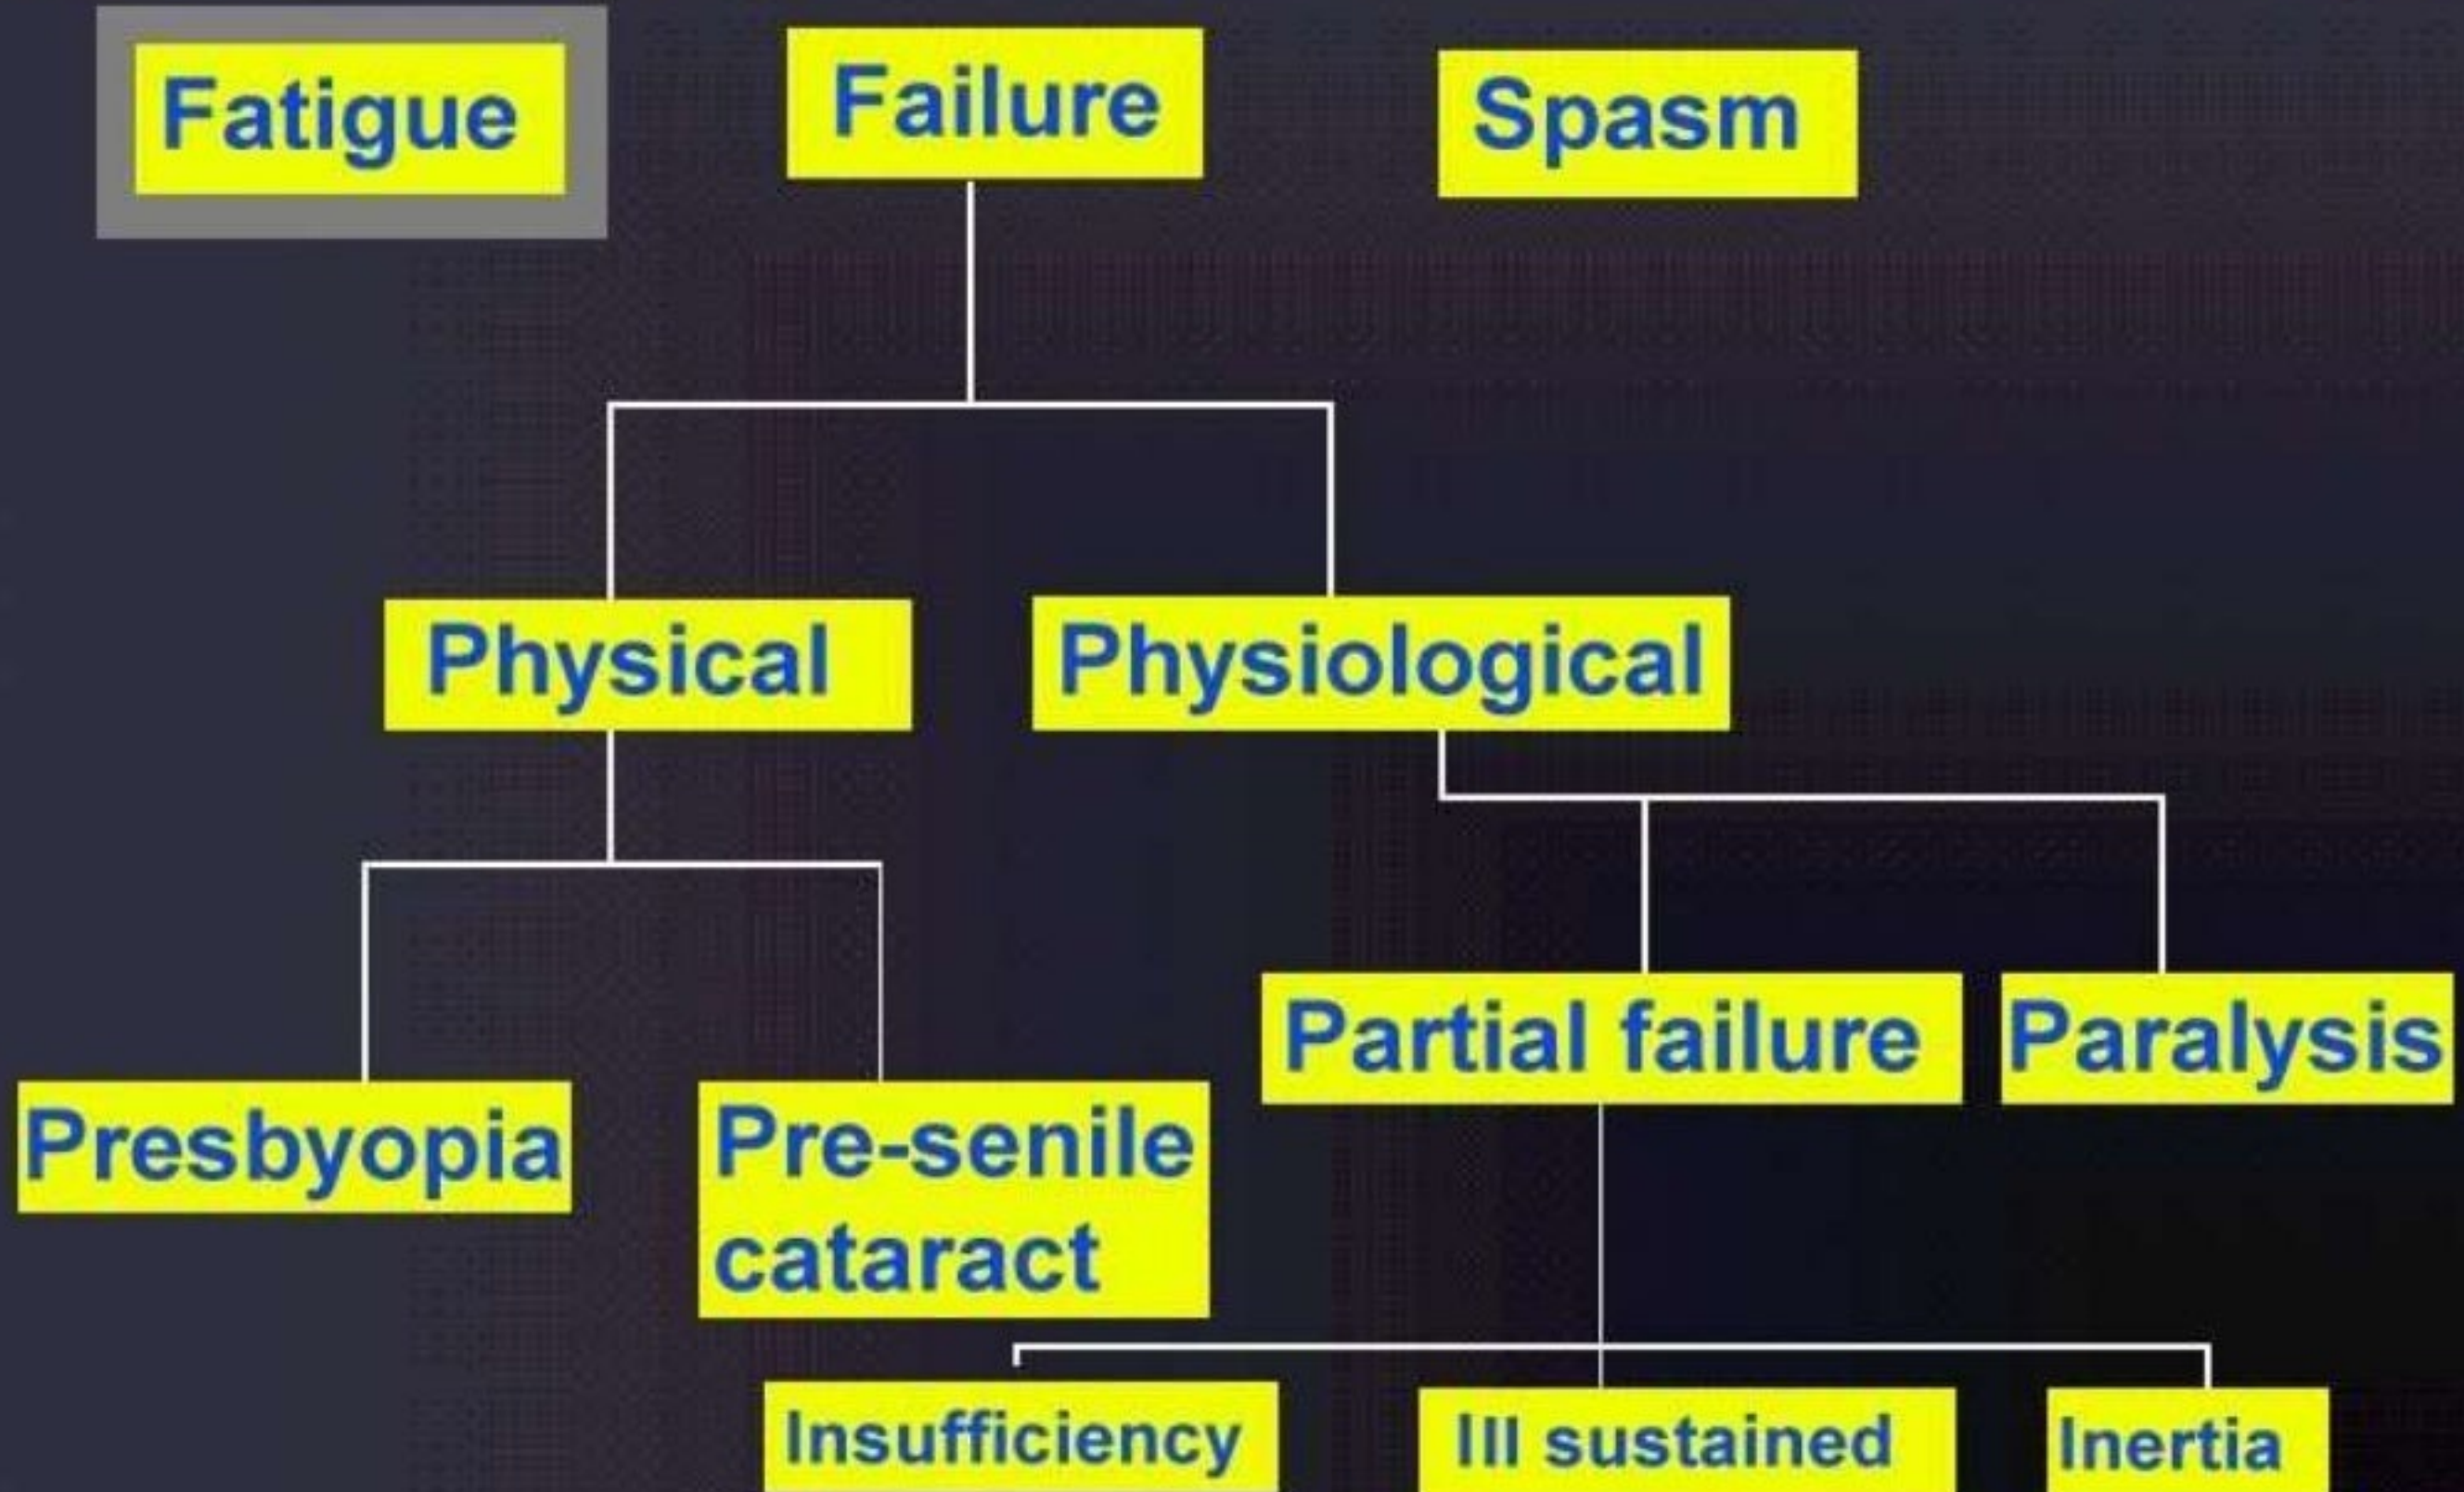 Fatigue
Failure
Spasm
Physical
Physiological
Partial failure
Paralysis
Presbyopia
Pre-senile
cataract
Insufficiency
Ill sustained
Inertia